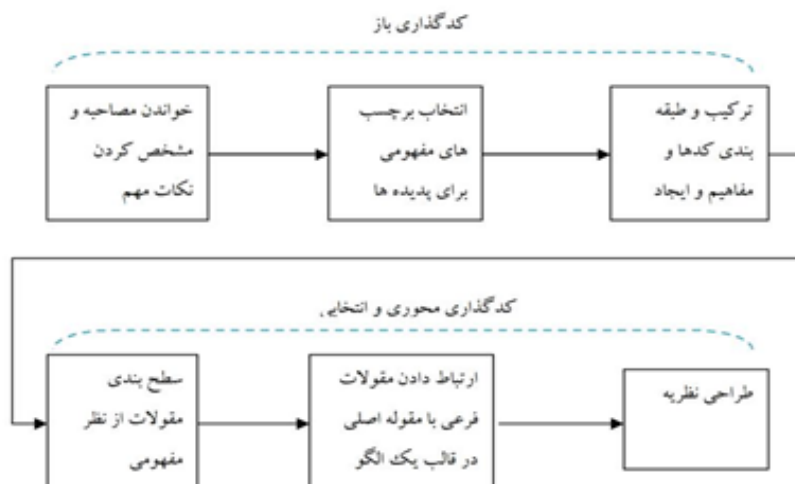 کدگذاری باز
خواندن مصاحبه و
مشخص کردن
نکات مهم
انتخاب برچسب
های مفهومی
برای پدیده ها
ترکیب و طبقه
بندی کدها و
مفاهیم و ایجاد
کدگذاری محوری و انتخابی
سطح بندی
مقولات از نظر
مفهومی
ارتباط دادن مقولات
فرعی با مقوله اصلی
در قالب یک الگو
طراحی نظریه